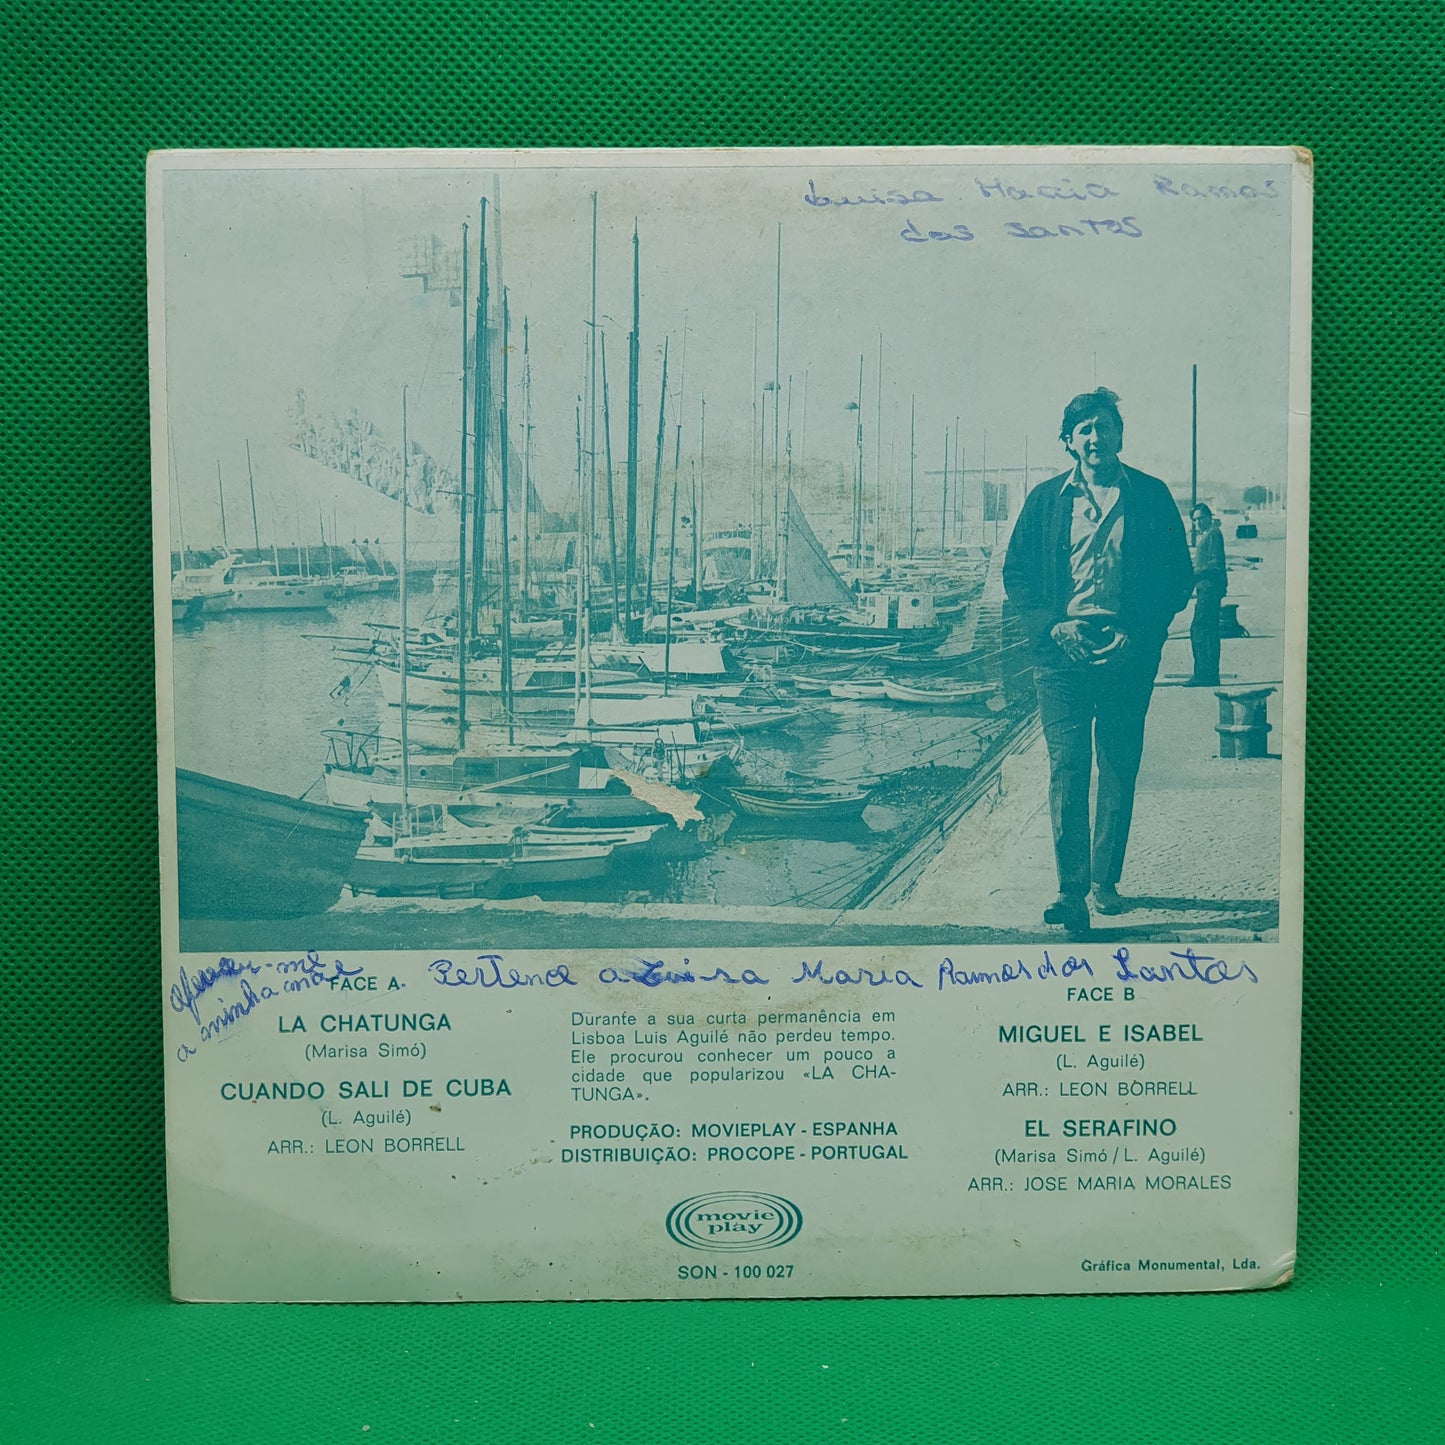 Luisa Maria Ramos
dos santos
ofereceu-me
a minha mãe
Pertence a Luisa Maria Ramos dos Santos
FACE A
LA CHATUNGA
(Marisa Simó)
CUANDO SALI DE CUBA
(L. Aguilé)
ARR.: LEON BORRELL
Durante a sua curta permanência em
Lisboa Luis Aguilé não perdeu tempo.
Ele procurou conhecer um pouco a
cidade que popularizou «LA CHA-
TUNGA».
PRODUÇÃO: MOVIEPLAY - ESPANHA
DISTRIBUIÇÃO: PROCOPE - PORTUGAL
FACE B
MIGUEL E ISABEL
(L. Aguilé)
ARR.: LEON BORRELL
EL SERAFINO
(Marisa Simó / L. Aguilé)
ARR.: JOSE MARIA MORALES
movie
play
SON - 100 027
Gráfica Monumental, Lda.